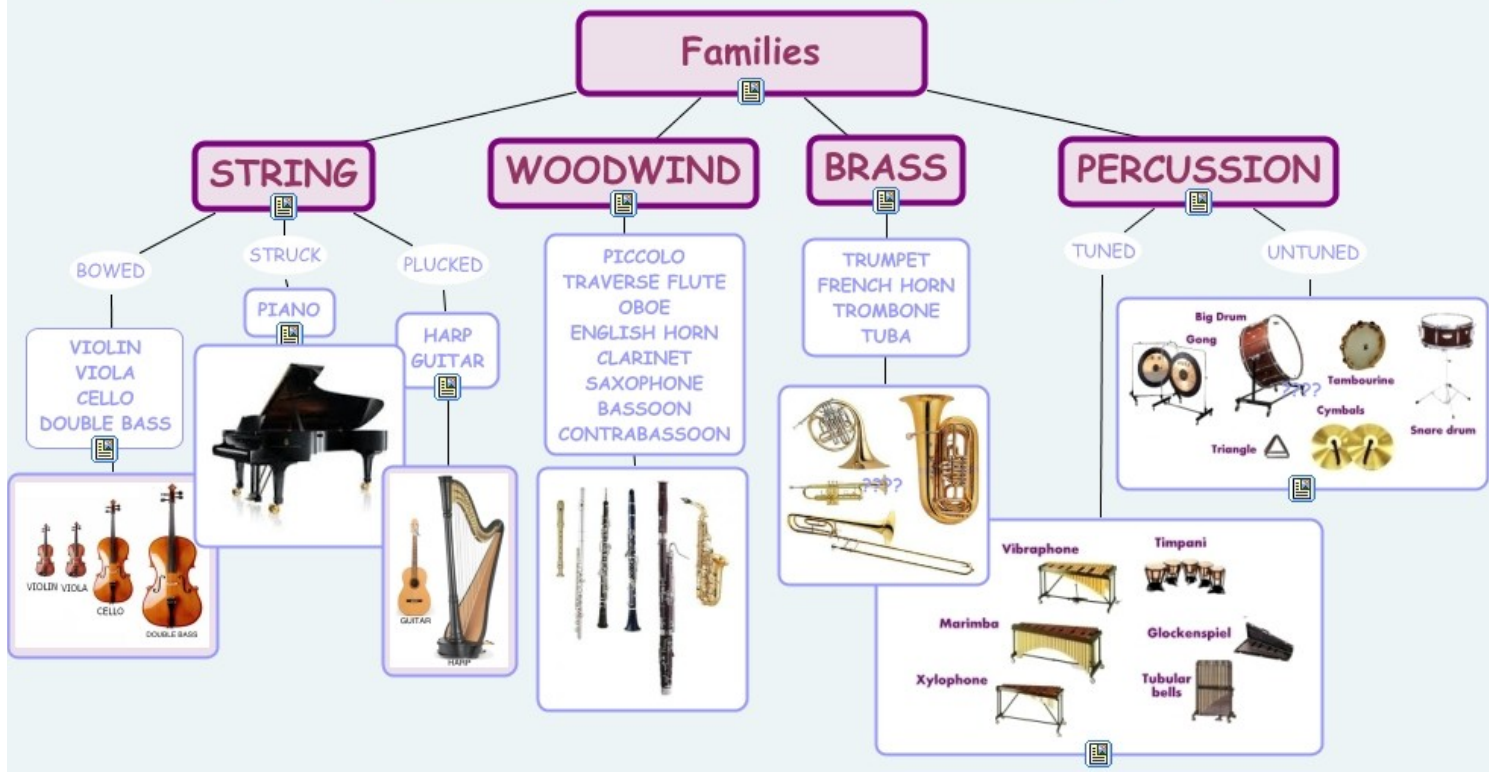 Families
STRING
WOODWIND
BRASS
PERCUSSION
BOWED
STRUCK
PLUCKED
TUNED
UNTUNED
VIOLIN
VIOLA
CELLO
DOUBLE BASS
PIANO
HARP
GUITAR
PICCOLO
TRAVERSE FLUTE
OBOE
ENGLISH HORN
CLARINET
SAXOPHONE
BASSOON
CONTRABASSOON
TRUMPET
FRENCH HORN
TROMBONE
TUBA
Big Drum
Gong
????
Tambourine
Cymbals
Snare drum
Triangle
VIOLIN
VIOLA
CELLO
DOUBLE BASS
GUITAR
HARP
????
Vibraphone
Timpani
Marimba
Glockenspiel
Xylophone
Tubular
bells